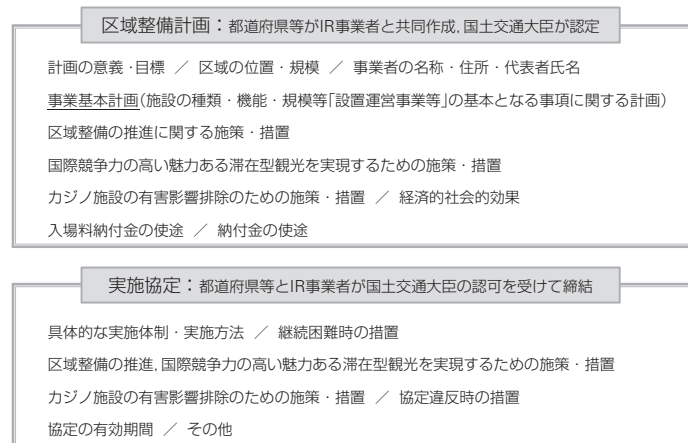 区域整備計画：都道府県等がIR事業者と共同作成，国土交通大臣が認定
計画の意義・目標 ／ 区域の位置・規模 ／ 事業者の名称・住所・代表者氏名
事業基本計画(施設の種類・機能・規模等｢設置運営事業等｣の基本となる事項に関する計画)
区域整備の推進に関する施策・措置
国際競争力の高い魅力ある滞在型観光を実現するための施策・措置
カジノ施設の有害影響排除のための施策・措置 ／ 経済的社会的効果
入場料納付金の使途 ／ 納付金の使途
実施協定：都道府県等とIR事業者が国土交通大臣の認可を受けて締結
具体的な実施体制・実施方法 ／ 継続困難時の措置
区域整備の推進，国際競争力の高い魅力ある滞在型観光を実現するための施策・措置
カジノ施設の有害影響排除のための施策・措置 ／ 協定違反時の措置
協定の有効期間 ／ その他